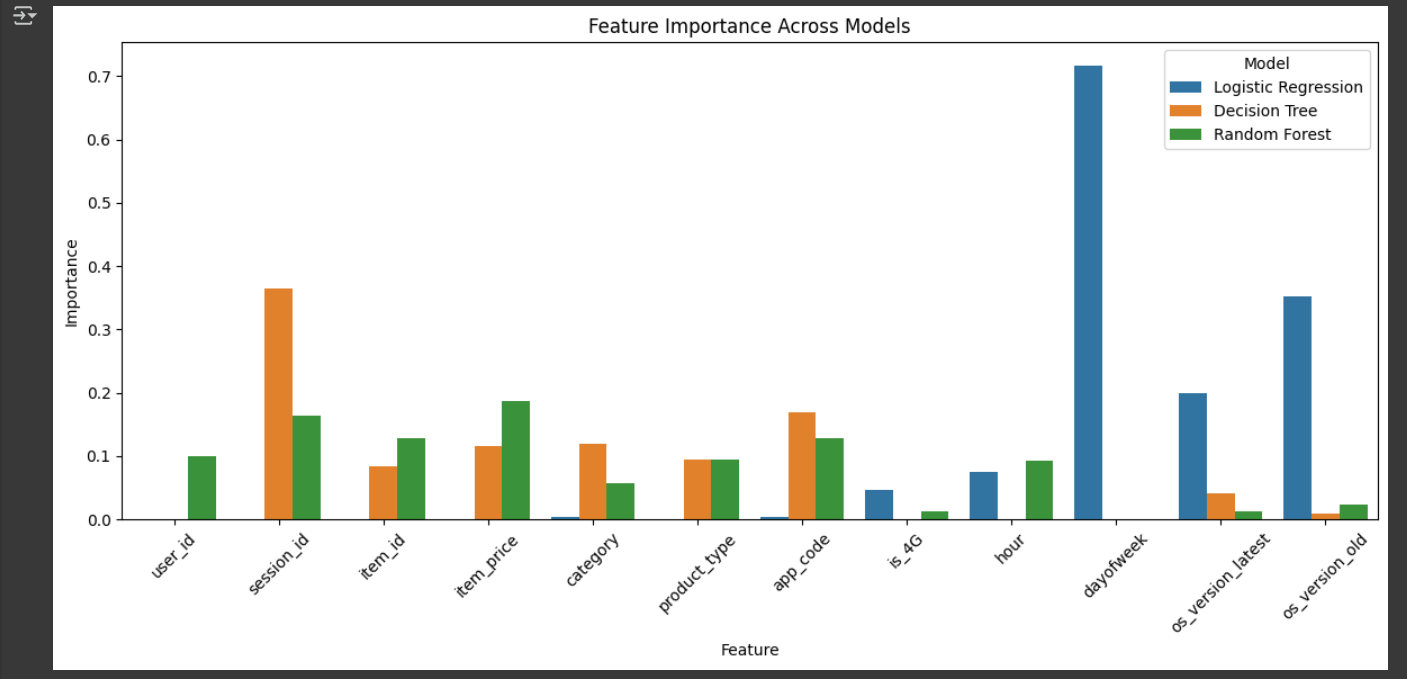 Feature Importance Across Models
Model
Logistic Regression
Decision Tree
Random Forest
Importance
0.7
0.6
0.5
0.4
0.3
0.2
0.1
0.0
user_id
session_id
item_id
item_price
category
product_type
app_code
is_4G
hour
dayofweek
os_version_latest
os_version_old
Feature